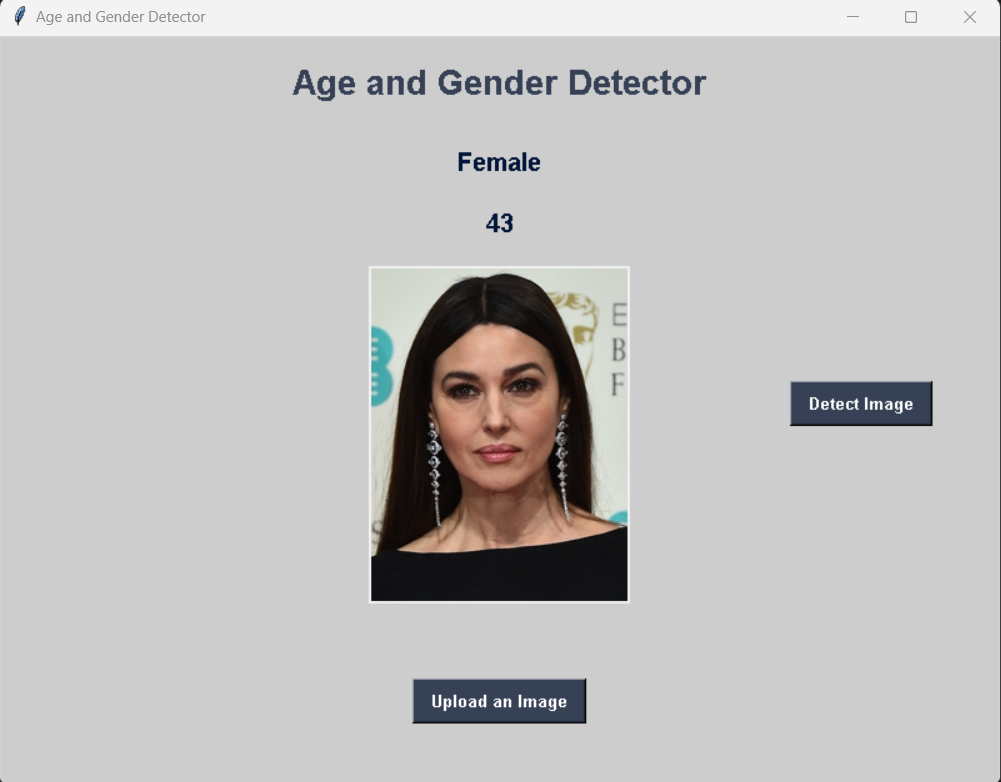 Age and Gender Detector
Age and Gender Detector
Female
43
E
B
F
Detect Image
Upload an Image